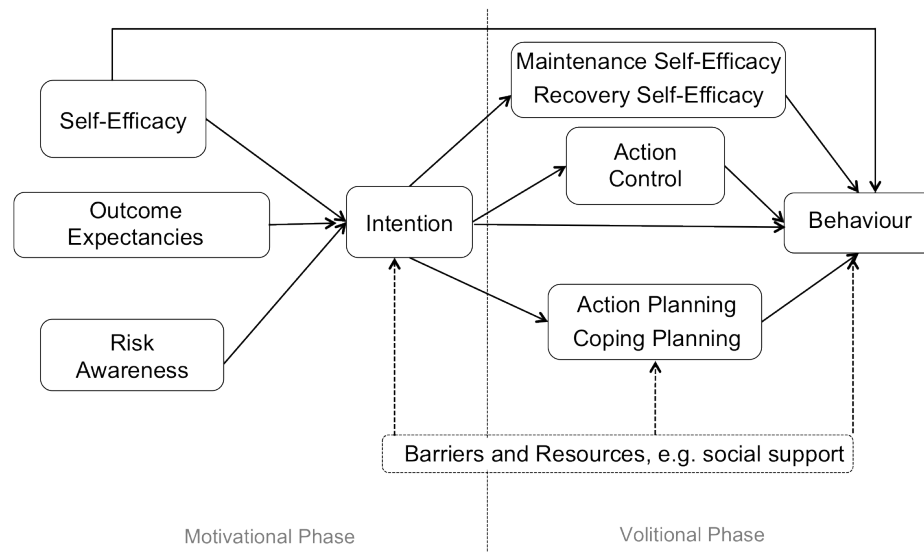 Maintenance Self-Efficacy
Recovery Self-Efficacy
Self-Efficacy
Action
Control
Outcome
Expectancies
Intention
Behaviour
Action Planning
Coping Planning
Risk
Awareness
Barriers and Resources, e.g. social support
Motivational Phase
Volitional Phase